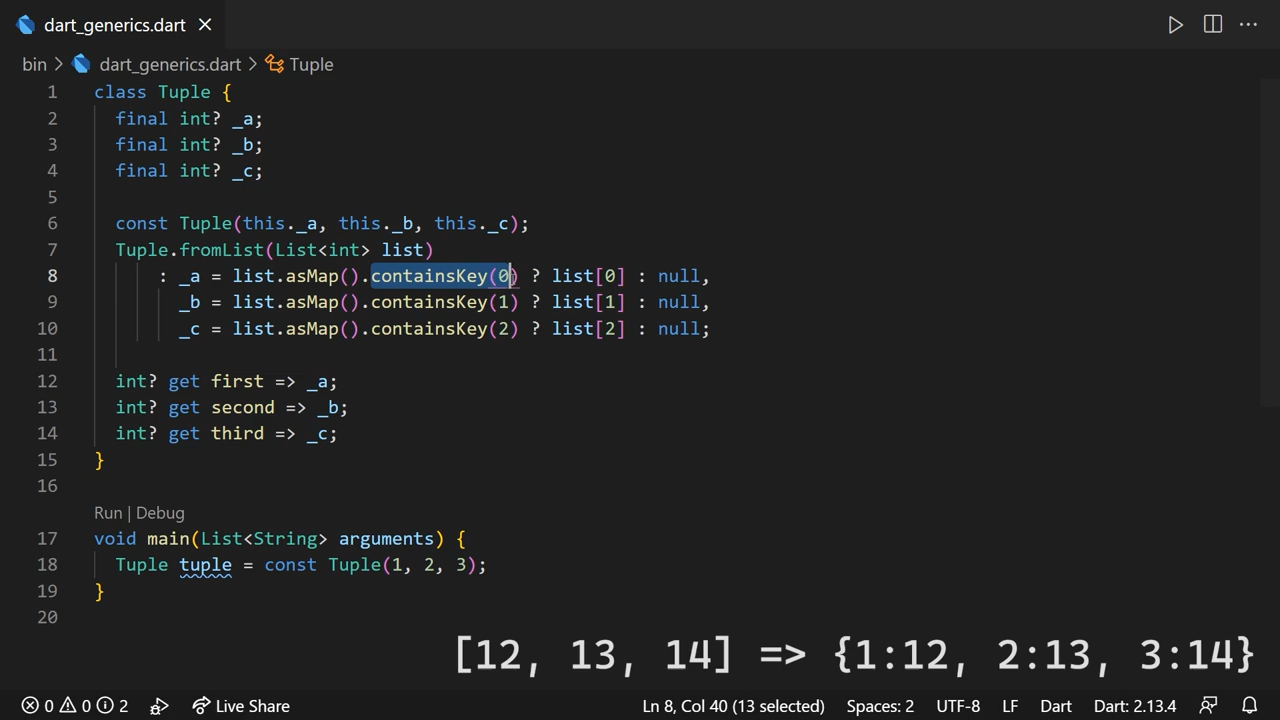 dart_generics.dart
bin > dart_generics.dart > Tuple
1 class Tuple {
2 final int? _a;
3 final int? _b;
4 final int? _c;
5
6 const Tuple(this._a, this._b, this._c);
7 Tuple.fromList(List<int> list)
8 : _a = list.asMap().containsKey(0) ? list[0] : null,
9 _b = list.asMap().containsKey(1) ? list[1] : null,
10 _c = list.asMap().containsKey(2) ? list[2] : null;
11
12 int? get first => _a;
13 int? get second => _b;
14 int? get third => _c;
15 }
16
Run | Debug
17 void main(List<String> arguments) {
18 Tuple tuple = const Tuple(1, 2, 3);
19 }
20
[12, 13, 14] => {1:12, 2:13, 3:14}
0 0 2 Live Share Ln 8, Col 40 (13 selected) Spaces: 2 UTF-8 LF Dart Dart: 2.13.4